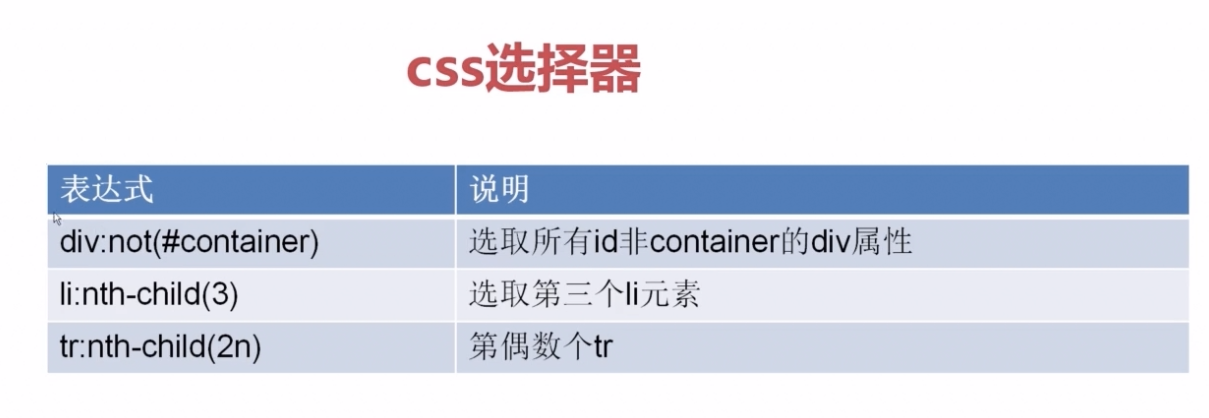 css选择器
表达式 说明
div:not(#container) 选取所有id非container的div属性
li:nth-child(3) 选取第三个li元素
tr:nth-child(2n) 第偶数个tr